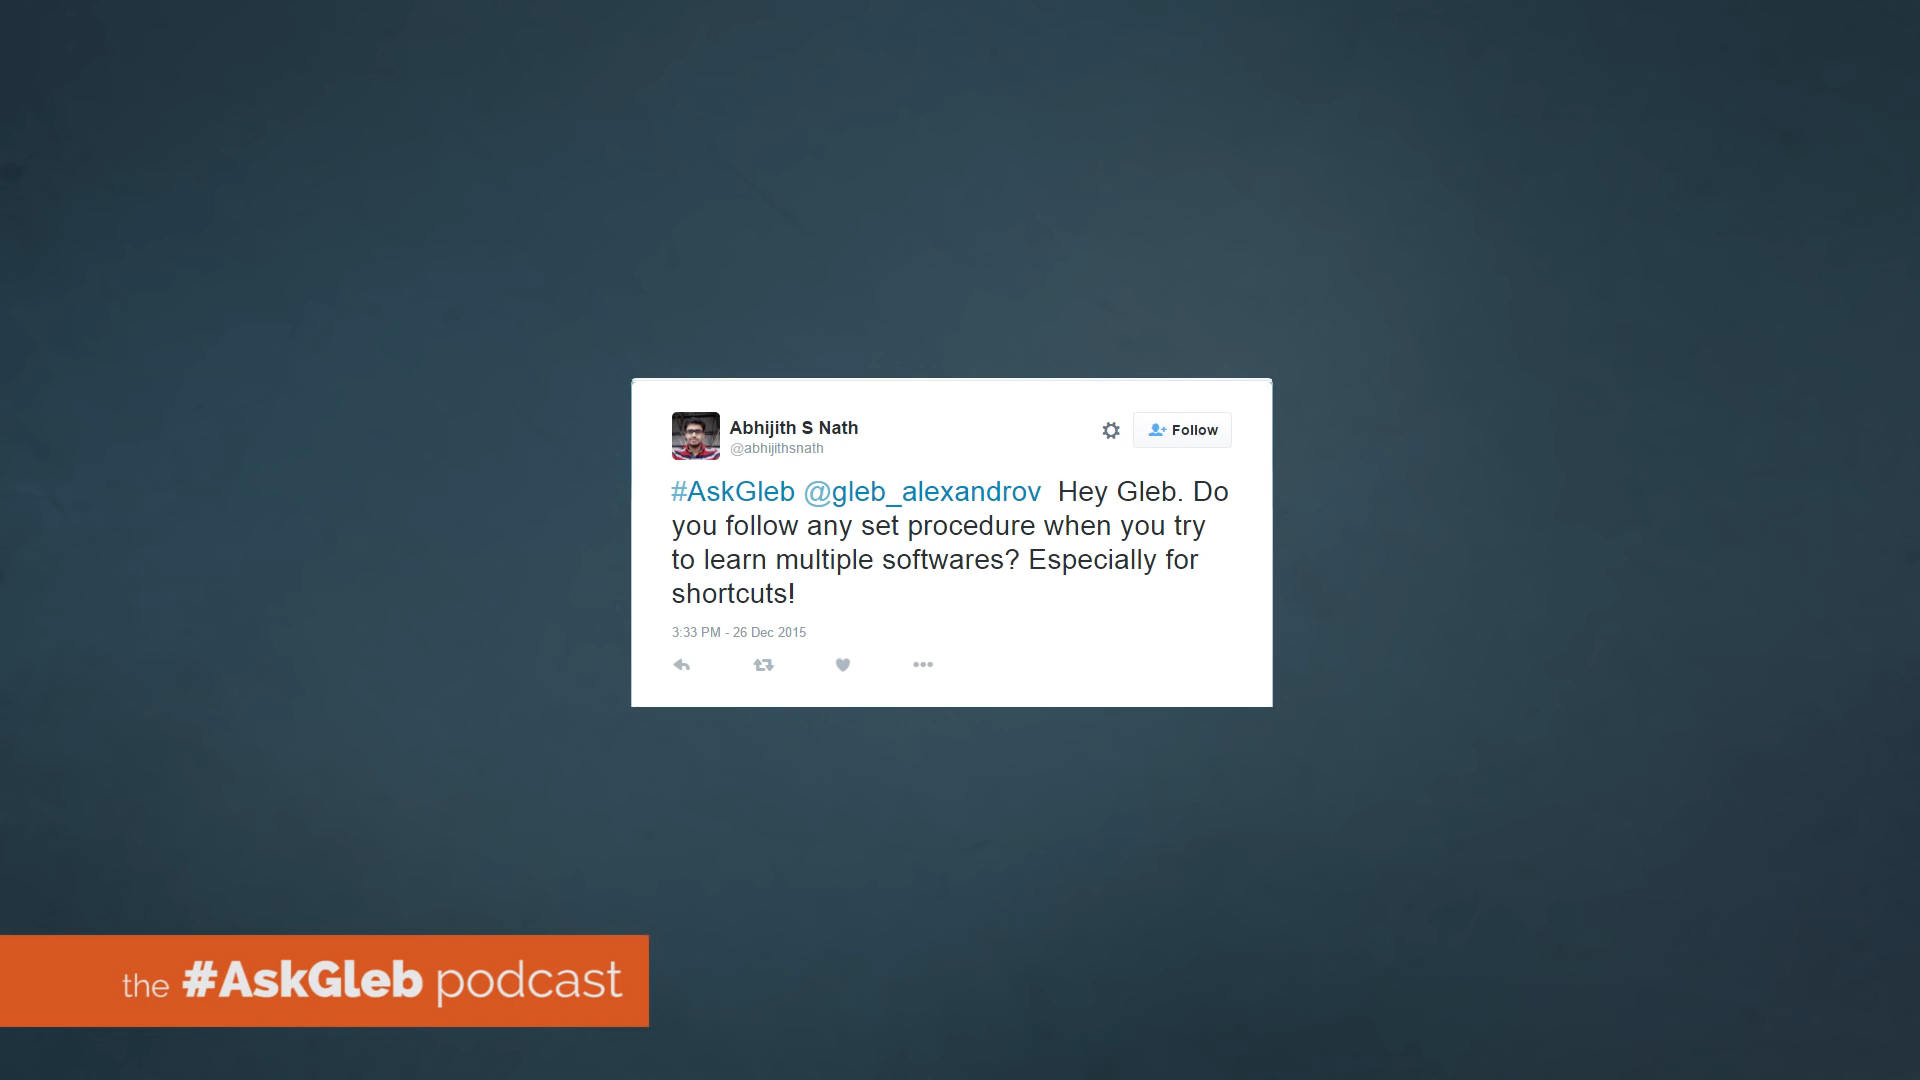 Abhijith S Nath
Follow
@abhijithsnath
#AskGleb @gleb_alexandrov  Hey Gleb. Do
you follow any set procedure when you try
to learn multiple softwares? Especially for
shortcuts!
3:33 PM - 26 Dec 2015
the #AskGleb podcast